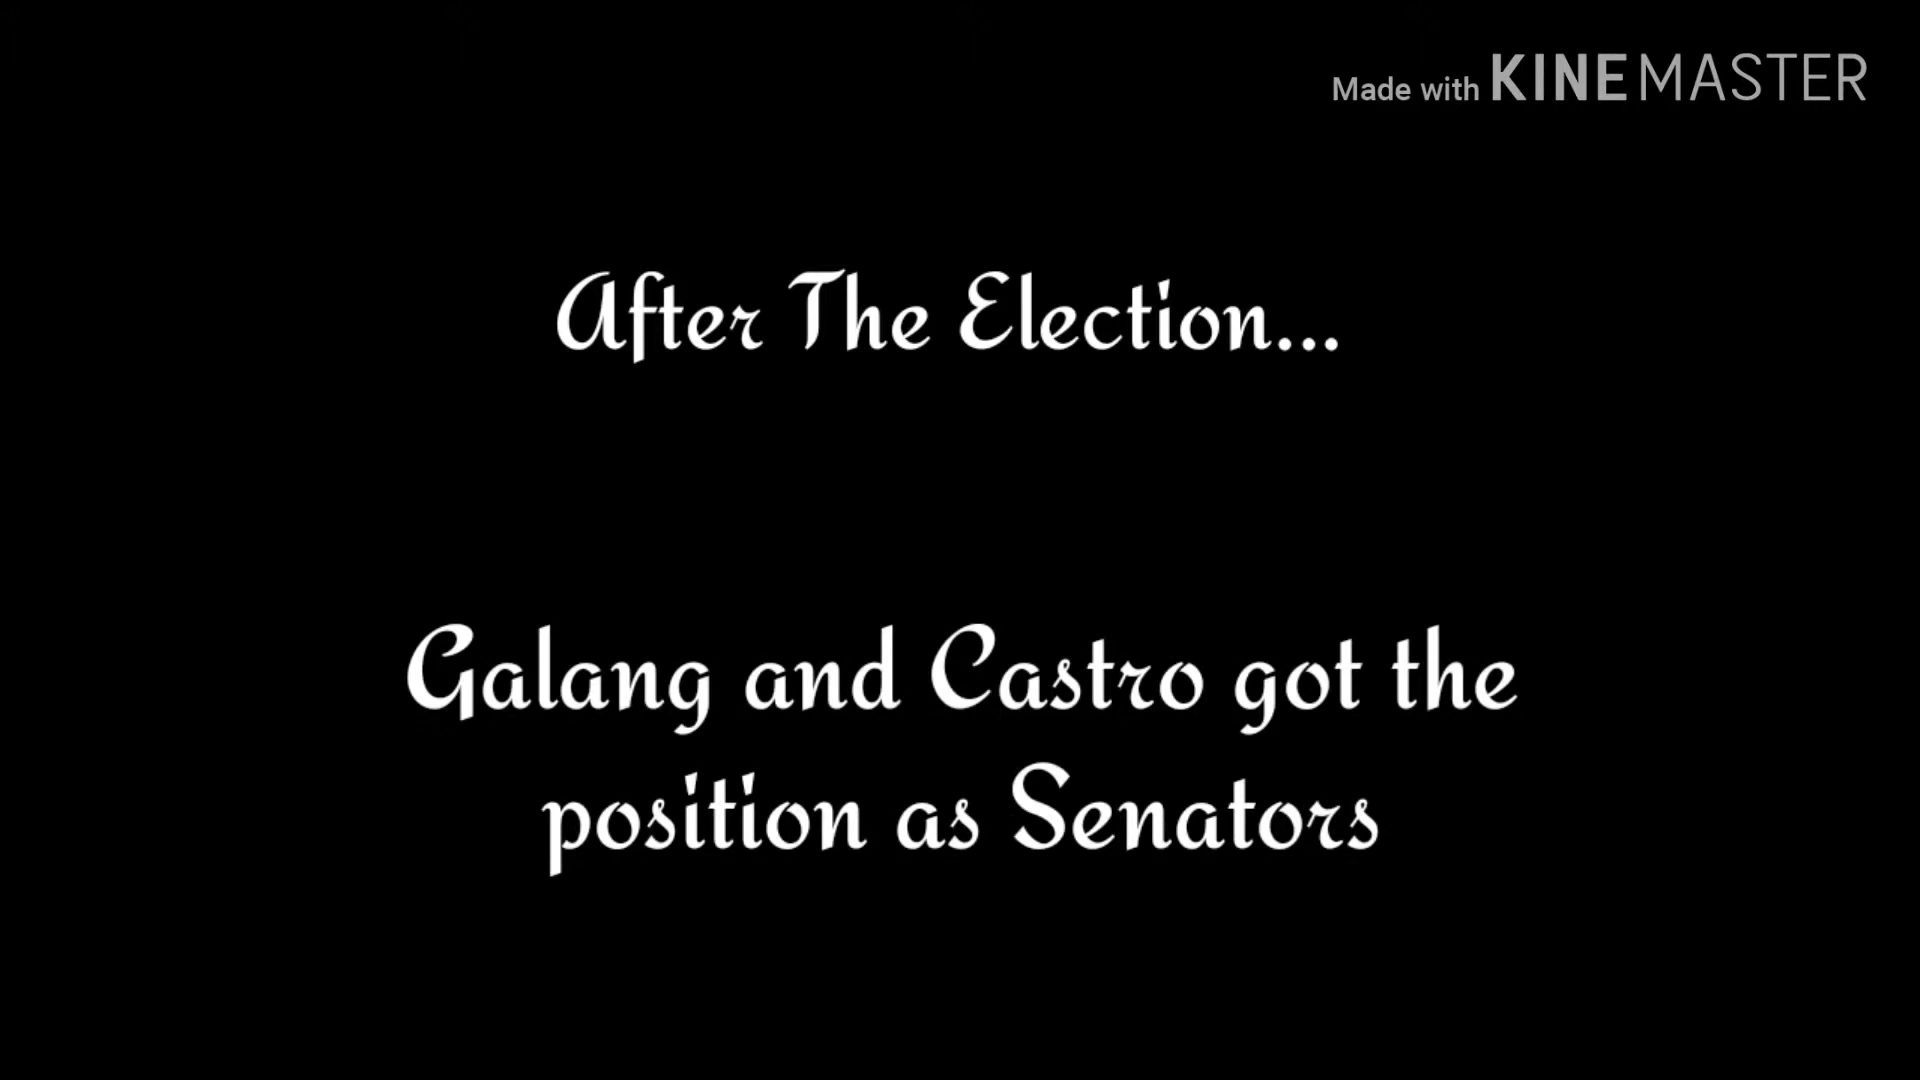 Made with KINEMASTER
After The Election...
Galang and Castro got the
position as Senators